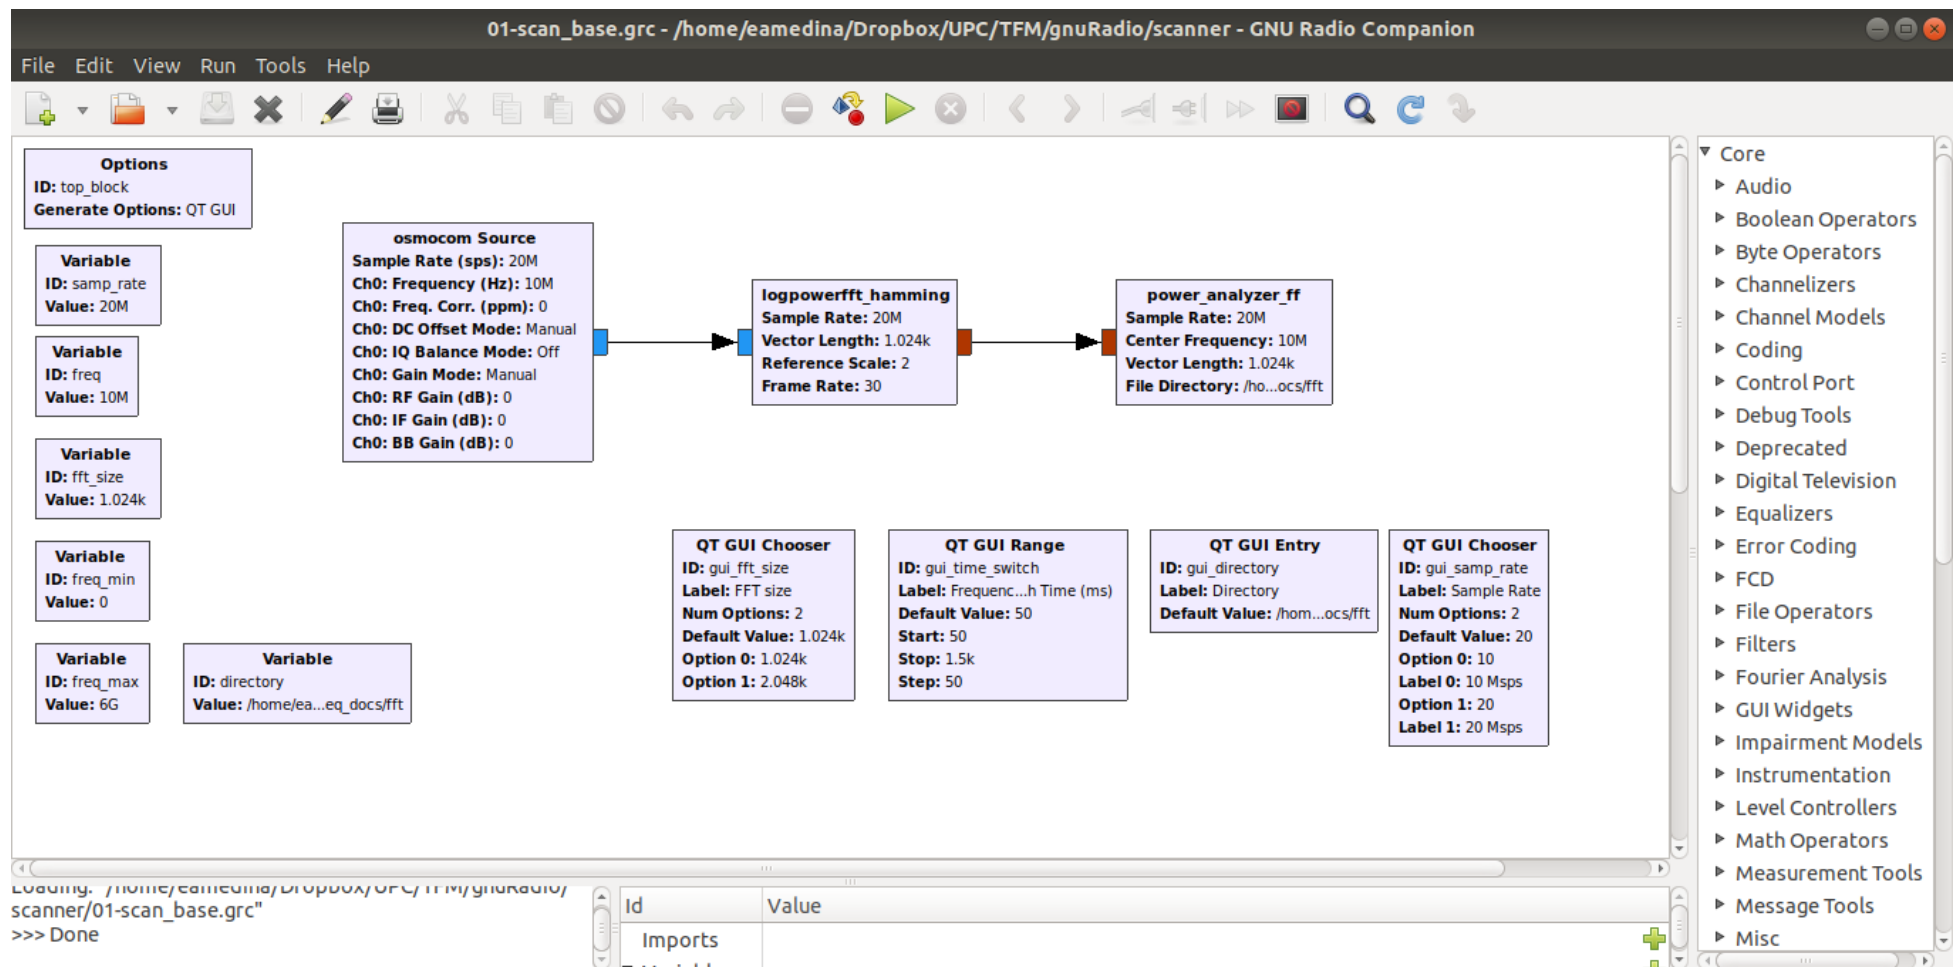 01-scan_base.grc - /home/eamedina/Dropbox/UPC/TFM/gnuRadio/scanner - GNU Radio Companion
File Edit View Run Tools Help
Options
ID: top_block
Generate Options: QT GUI
Variable
ID: samp_rate
Value: 20M
Variable
ID: freq
Value: 10M
Variable
ID: fft_size
Value: 1.024k
Variable
ID: freq_min
Value: 0
Variable
ID: freq_max
Value: 6G
Variable
ID: directory
Value: /home/ea...eq_docs/fft
osmocom Source
Sample Rate (sps): 20M
Ch0: Frequency (Hz): 10M
Ch0: Freq. Corr. (ppm): 0
Ch0: DC Offset Mode: Manual
Ch0: IQ Balance Mode: Off
Ch0: Gain Mode: Manual
Ch0: RF Gain (dB): 0
Ch0: IF Gain (dB): 0
Ch0: BB Gain (dB): 0
logpowerfft_hamming
Sample Rate: 20M
Vector Length: 1.024k
Reference Scale: 2
Frame Rate: 30
power_analyzer_ff
Sample Rate: 20M
Center Frequency: 10M
Vector Length: 1.024k
File Directory: /ho...ocs/fft
QT GUI Chooser
ID: gui_fft_size
Label: FFT size
Num Options: 2
Default Value: 1.024k
Option 0: 1.024k
Option 1: 2.048k
QT GUI Range
ID: gui_time_switch
Label: Frequenc...h Time (ms)
Default Value: 50
Start: 50
Stop: 1.5k
Step: 50
QT GUI Entry
ID: gui_directory
Label: Directory
Default Value: /hom...ocs/fft
QT GUI Chooser
ID: gui_samp_rate
Label: Sample Rate
Num Options: 2
Default Value: 20
Option 0: 10
Label 0: 10 Msps
Option 1: 20
Label 1: 20 Msps
Core
Audio
Boolean Operators
Byte Operators
Channelizers
Channel Models
Coding
Control Port
Debug Tools
Deprecated
Digital Television
Equalizers
Error Coding
FCD
File Operators
Filters
Fourier Analysis
GUI Widgets
Impairment Models
Instrumentation
Level Controllers
Math Operators
Measurement Tools
Message Tools
Misc
Loading: "/home/eamedina/Dropbox/UPC/TFM/gnuRadio/
scanner/01-scan_base.grc"
>>> Done
Id Value
Imports